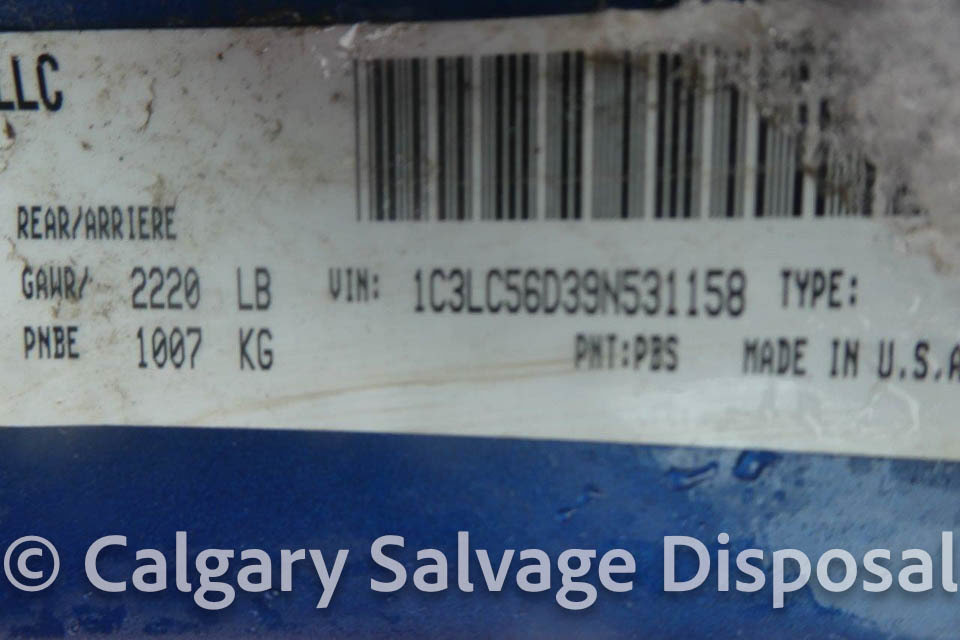 LLC
REAR/ARRIERE
GAWR/ 2220 LB VIN: 1C3LC56D39N531158 TYPE:
PNBE 1007 KG PNT:PBS MADE IN U.S.A
© Calgary Salvage Disposal